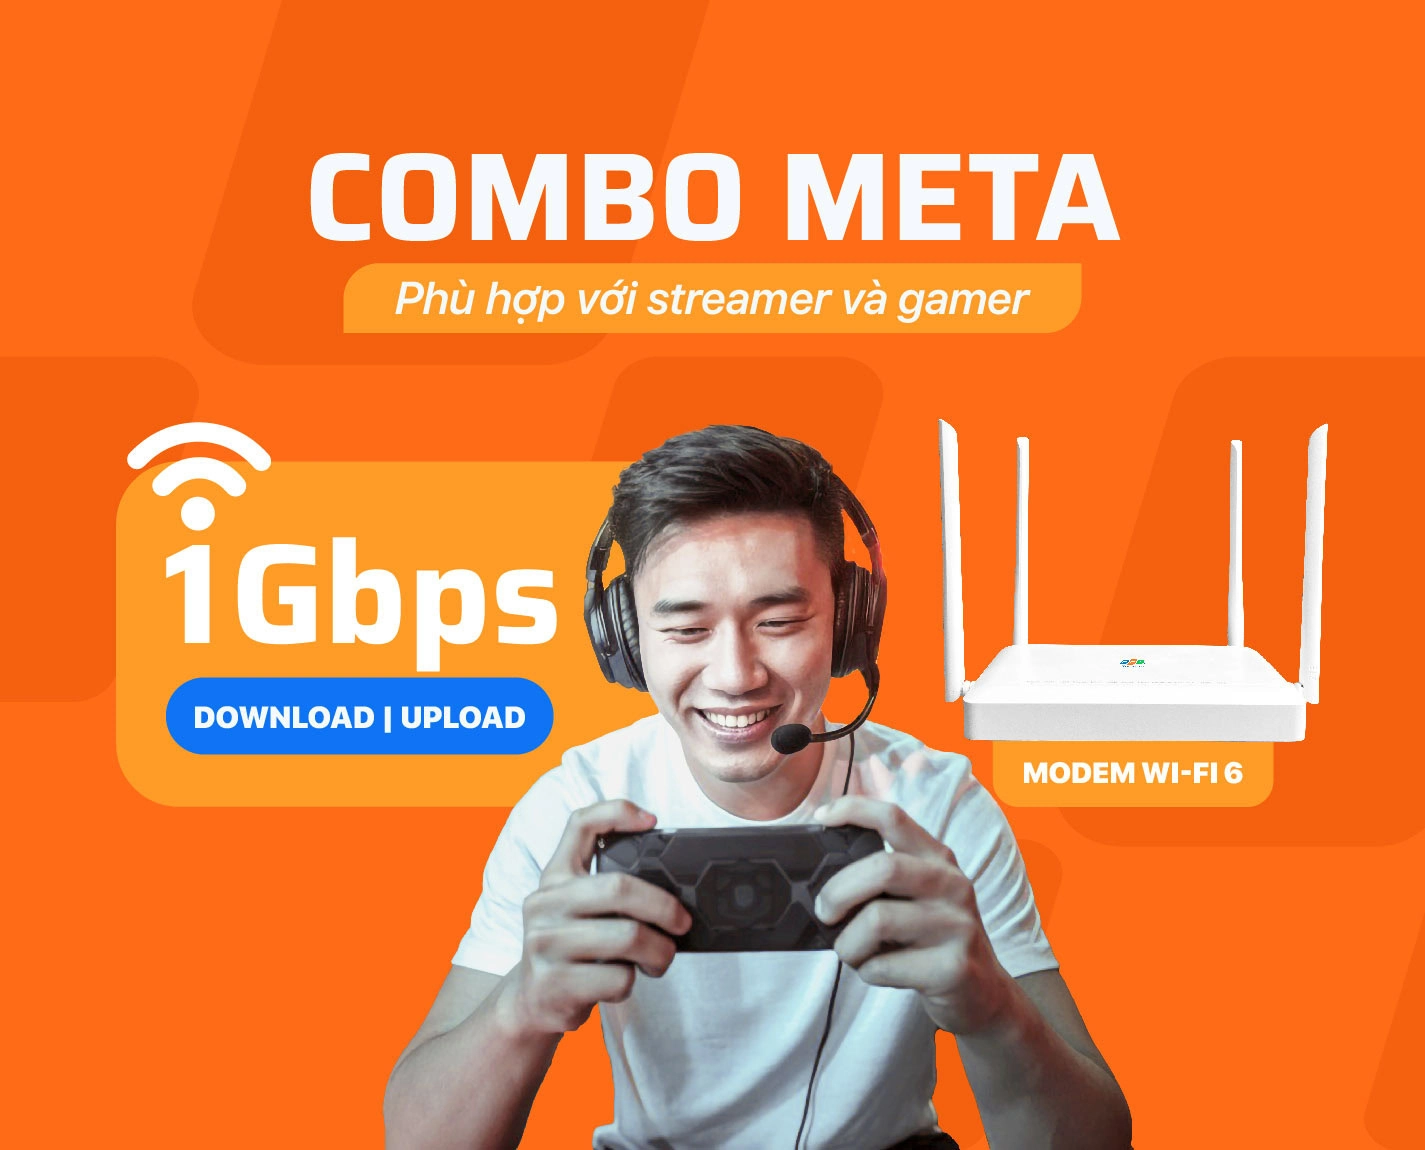 COMBO META
Phù hợp với streamer và gamer
1Gbps
DOWNLOAD | UPLOAD
MODEM WI-FI 6